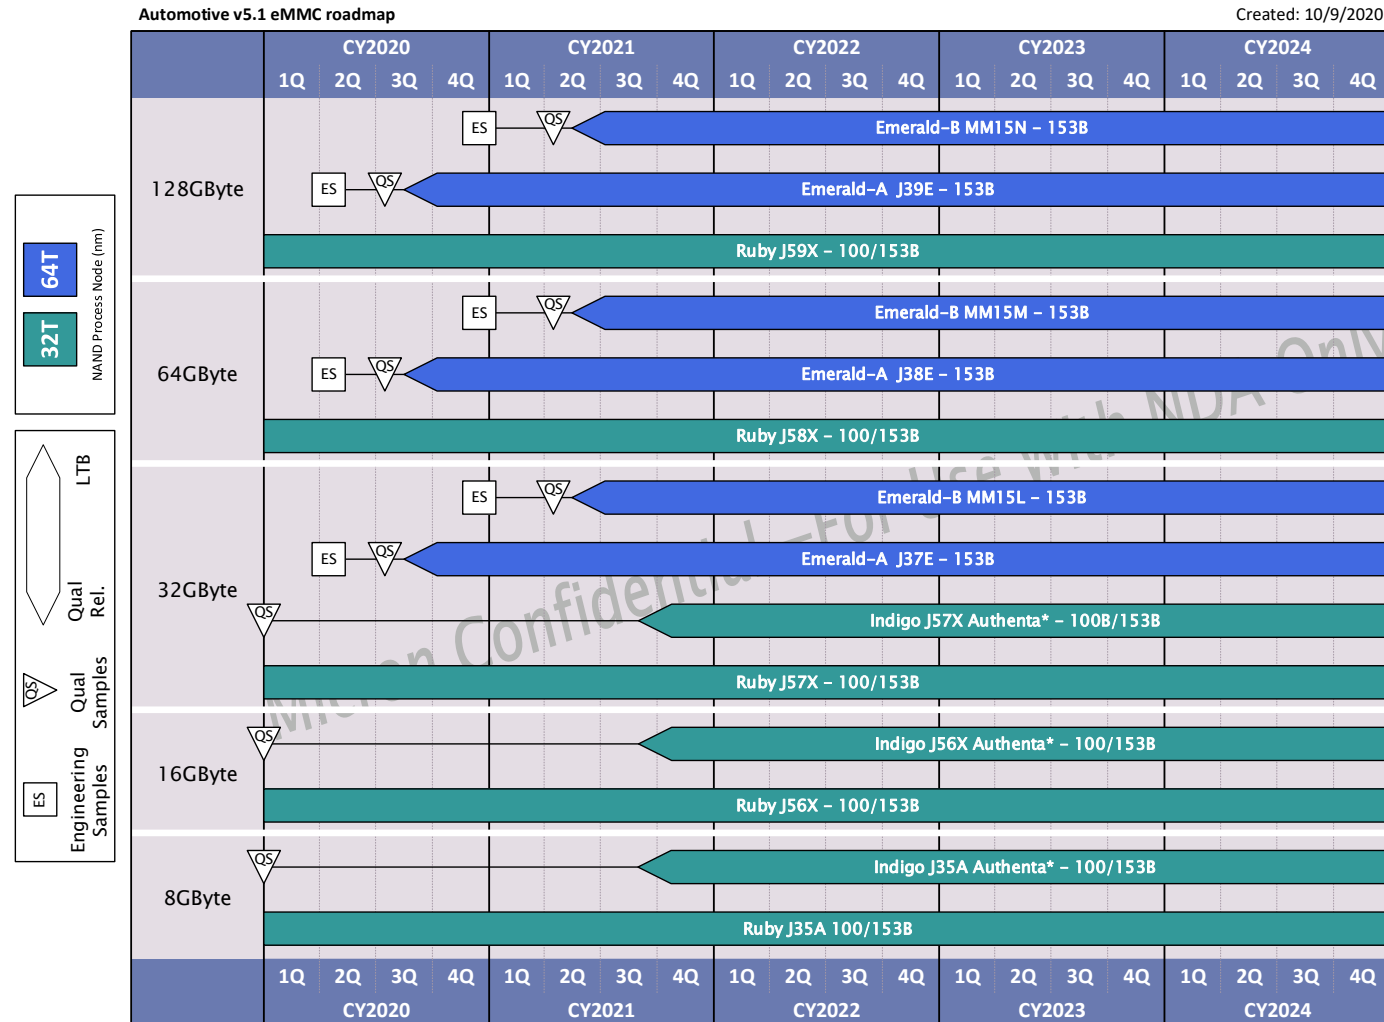 Automotive v5.1 eMMC roadmap
Created: 10/9/2020
CY2020 CY2021 CY2022 CY2023 CY2024
1Q 2Q 3Q 4Q 1Q 2Q 3Q 4Q 1Q 2Q 3Q 4Q 1Q 2Q 3Q 4Q 1Q 2Q 3Q 4Q
128GByte
ES QS Emerald-B MM15N - 153B
ES QS Emerald-A J39E - 153B
Ruby J59X - 100/153B
64GByte
ES QS Emerald-B MM15M - 153B
ES QS Emerald-A J38E - 153B
Ruby J58X - 100/153B
32GByte
ES QS Emerald-B MM15L - 153B
ES QS Emerald-A J37E - 153B
QS Indigo J57X Authenta* - 100B/153B
Ruby J57X - 100/153B
16GByte
QS Indigo J56X Authenta* - 100/153B
Ruby J56X - 100/153B
8GByte
QS Indigo J35A Authenta* - 100/153B
Ruby J35A 100/153B
1Q 2Q 3Q 4Q 1Q 2Q 3Q 4Q 1Q 2Q 3Q 4Q 1Q 2Q 3Q 4Q 1Q 2Q 3Q 4Q
CY2020 CY2021 CY2022 CY2023 CY2024
64T
32T
NAND Process Node (nm)
LTB
Qual
Rel.
QS
Qual
Samples
ES
Engineering
Samples
Micron Confidential –For Use With NDA Only